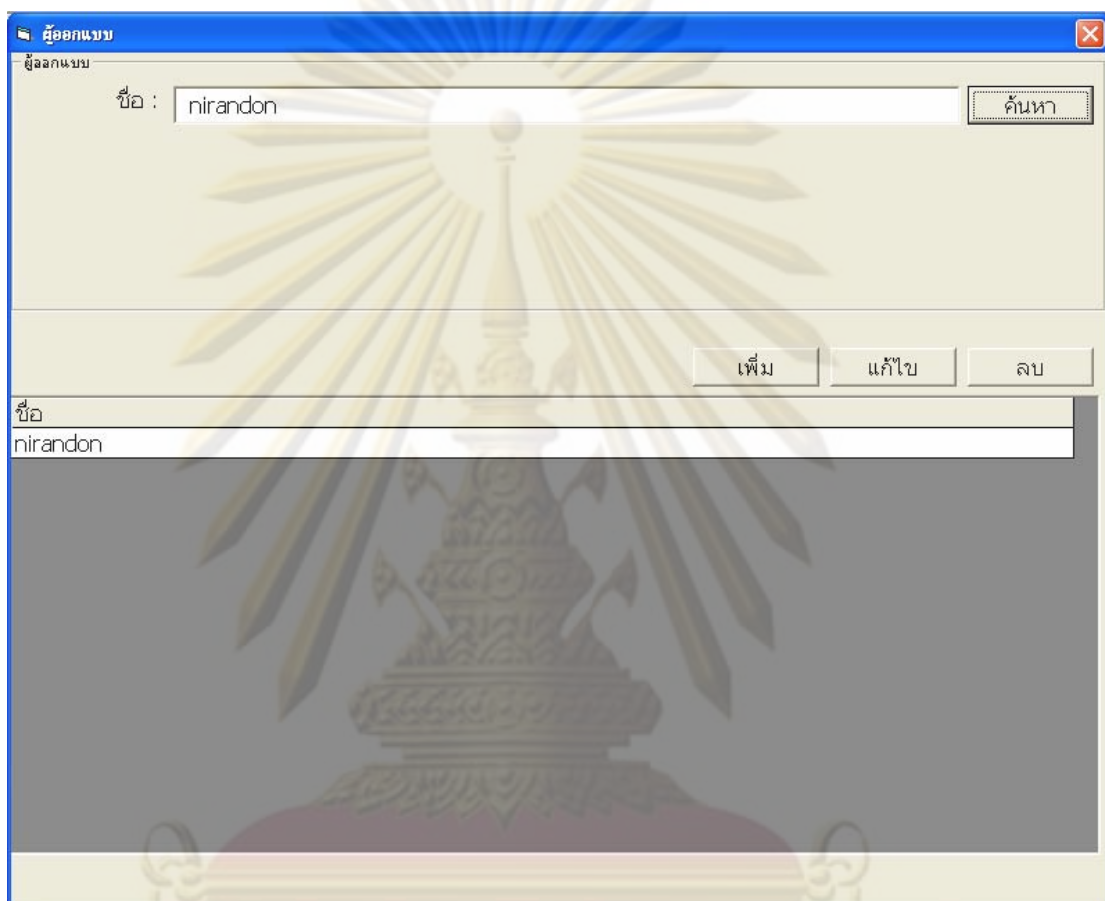 ผู้ออกแบบ
ผู้ออกแบบ
ชื่อ : nirandon ค้นหา
เพิ่ม แก้ไข ลบ
ชื่อ
nirandon